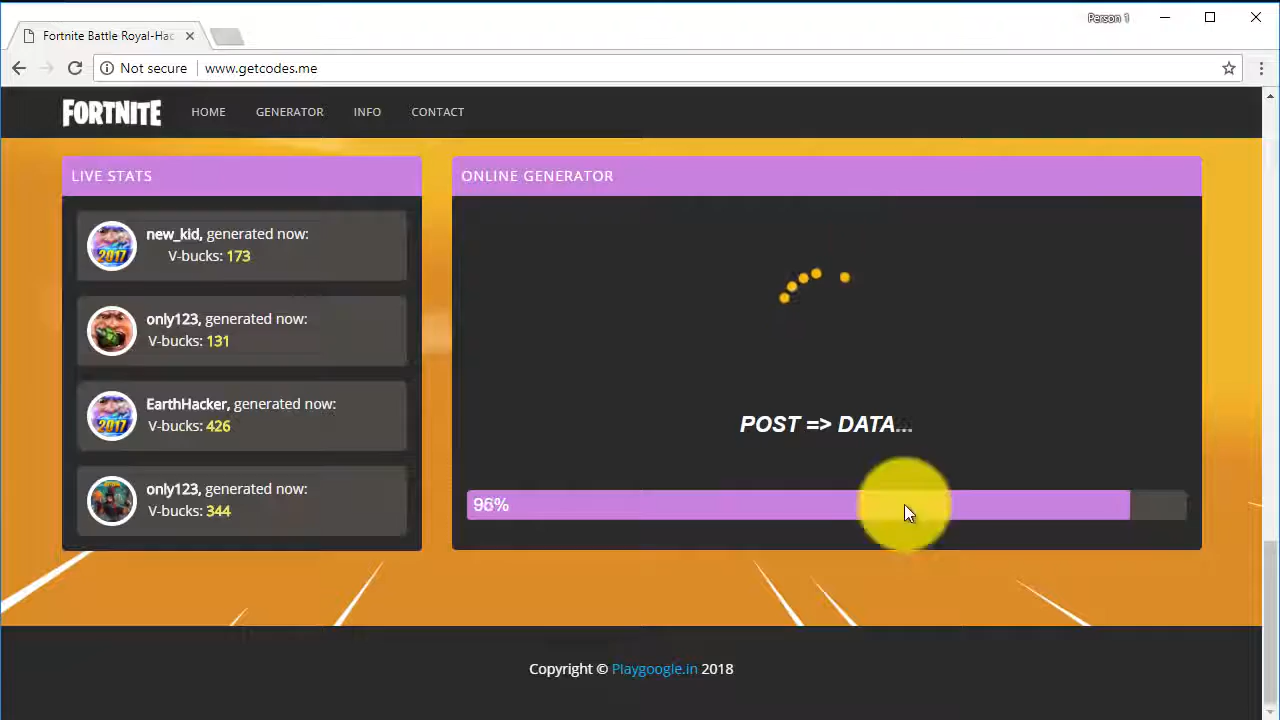 Person 1
Fortnite Battle Royal-Hac
Not secure www.getcodes.me
FORTNITE HOME GENERATOR INFO CONTACT
LIVE STATS
new_kid, generated now:
V-bucks: 173
only123, generated now:
V-bucks: 131
EarthHacker, generated now:
V-bucks: 426
only123, generated now:
V-bucks: 344
2017
2017
ONLINE GENERATOR
POST => DATA...
96%
Copyright © Playgoogle.in 2018